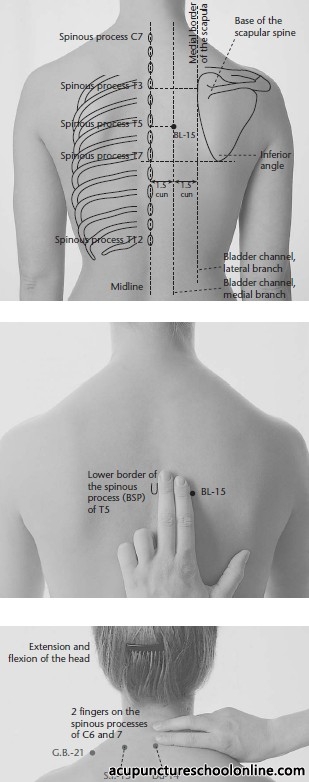 Spinous process C7
Medial border
of the scapula
Base of the
scapular spine
Spinous process T3
Spinous process T5
BL-15
Spinous process T7
Inferior
angle
1.5
cun
1.5
cun
Spinous process T12
Bladder channel,
lateral branch
Midline
Bladder channel,
medial branch
Lower border of
the spinous
process (BSP)
of T5
BL-15
Extension and
flexion of the head
2 fingers on the
spinous processes
of C6 and 7
G.B.-21
acupunctureschoolonline.com